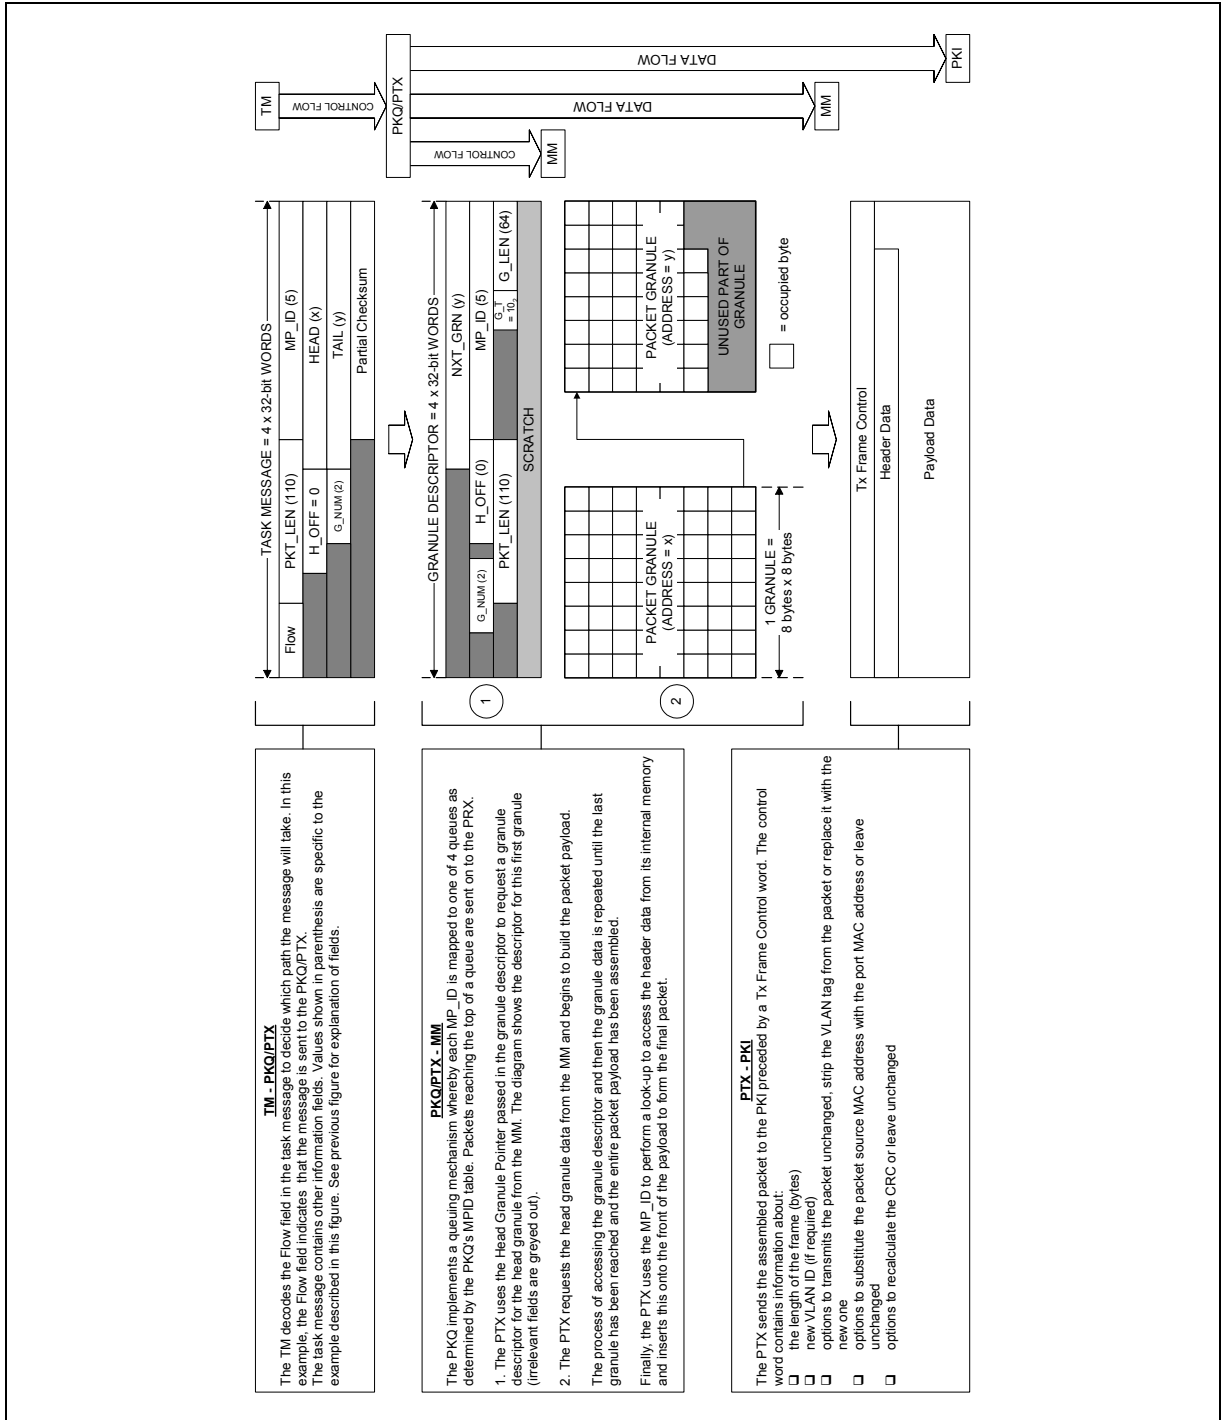 TM - PKQ/PTX
The TM decodes the Flow field in the task message to decide which path the message will take. In this
example, the Flow field indicates that the message is sent to the PKQ/PTX.
The task message contains other information fields. Values shown in parenthesis are specific to the
example described in this figure. See previous figure for explanation of fields.
TASK MESSAGE = 4 x 32-bit WORDS
Flow
PKT_LEN (110)
MP_ID (5)
H_OFF = 0
HEAD (x)
G_NUM (2)
TAIL (y)
Partial Checksum
TM
CONTROL FLOW
PKQ/PTX
PKQ/PTX - MM
The PKQ implements a queuing mechanism whereby each MP_ID is mapped to one of 4 queues as
determined by the PKQ's MPID table. Packets reaching the top of a queue are sent on to the PRX.
1. The PTX uses the Head Granule Pointer passed in the granule descriptor to request a granule
descriptor for the head granule from the MM. The diagram shows the descriptor for this first granule
(irrelevant fields are greyed out).
2. The PTX requests the head granule data from the MM and begins to build the packet payload.
The process of accessing the granule descriptor and then the granule data is repeated until the last
granule has been reached and the entire packet payload has been assembled.
Finally, the PTX uses the MP_ID to perform a look-up to access the header data from its internal memory
and inserts this onto the front of the payload to form the final packet.
1
GRANULE DESCRIPTOR = 4 x 32-bit WORDS
NXT_GRN (y)
G_NUM (2)
H_OFF (0)
MP_ID (5)
PKT_LEN (110)
G_T
= 10₂
G_LEN (64)
SCRATCH
CONTROL FLOW
MM
2
PACKET GRANULE
(ADDRESS = x)
1 GRANULE =
8 bytes x 8 bytes
PACKET GRANULE
(ADDRESS = y)
UNUSED PART OF
GRANULE
= occupied byte
DATA FLOW
MM
PTX - PKI
The PTX sends the assembled packet to the PKI preceded by a Tx Frame Control word. The control
word contains information about:
❑ the length of the frame (bytes)
❑ new VLAN ID (if required)
❑ options to transmits the packet unchanged, strip the VLAN tag from the packet or replace it with the
new one
❑ options to substitute the packet source MAC address with the port MAC address or leave
unchanged
❑ options to recalculate the CRC or leave unchanged
Tx Frame Control
Header Data
Payload Data
DATA FLOW
PKI